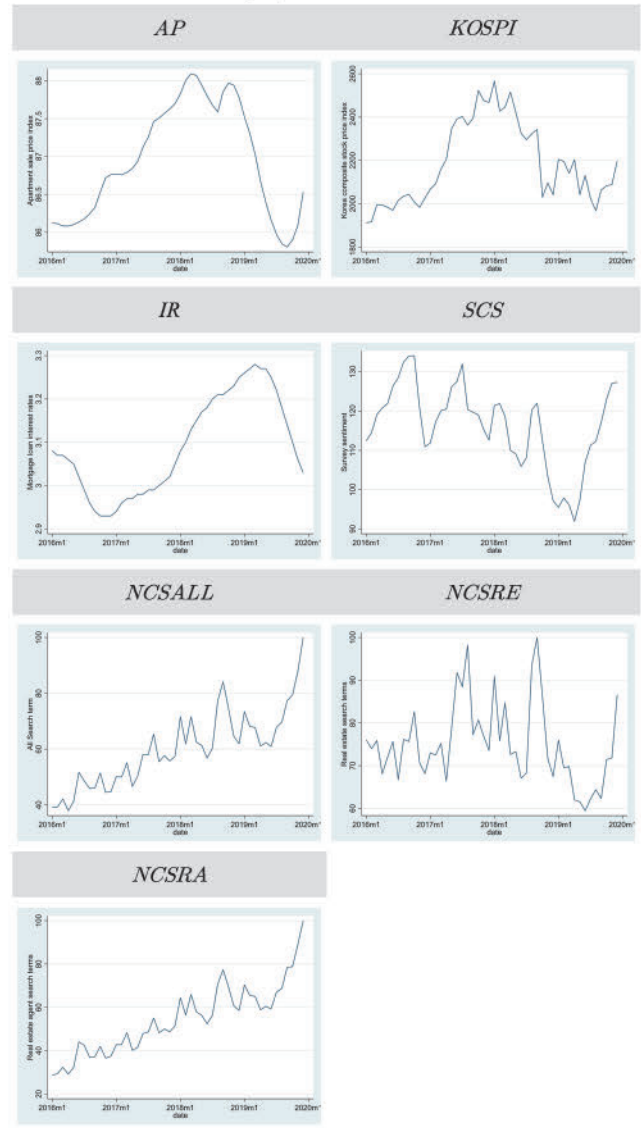 AP
KOSPI
Apartment sale price index
86
86.5
87
87.5
88
2016m1
2017m1
2018m1
2019m1
2020m1
date
Korea composite stock price index
1800
2000
2200
2400
2600
2016m1
2017m1
2018m1
2019m1
2020m1
date
IR
SCS
Mortgage loan interest rates
2.9
3
3.1
3.2
3.3
2016m1
2017m1
2018m1
2019m1
2020m1
date
Survey sentiment
90
100
110
120
130
2016m1
2017m1
2018m1
2019m1
2020m1
date
NCSALL
NCSRE
All Search term
40
60
80
100
2016m1
2017m1
2018m1
2019m1
2020m1
date
Real estate search terms
60
70
80
90
100
2016m1
2017m1
2018m1
2019m1
2020m1
date
NCSRA
Real estate agent search terms
20
40
60
80
100
2016m1
2017m1
2018m1
2019m1
2020m1
date